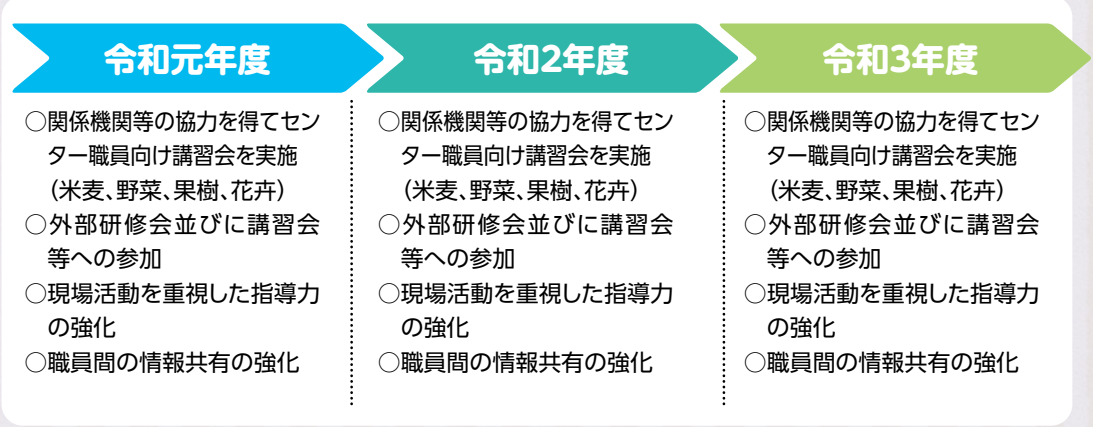 令和元年度
○関係機関等の協力を得てセン
ター職員向け講習会を実施
（米麦、野菜、果樹、花卉）
○外部研修会並びに講習会
等への参加
○現場活動を重視した指導力
の強化
○職員間の情報共有の強化
令和2年度
○関係機関等の協力を得てセン
ター職員向け講習会を実施
（米麦、野菜、果樹、花卉）
○外部研修会並びに講習会
等への参加
○現場活動を重視した指導力
の強化
○職員間の情報共有の強化
令和3年度
○関係機関等の協力を得てセン
ター職員向け講習会を実施
（米麦、野菜、果樹、花卉）
○外部研修会並びに講習会
等への参加
○現場活動を重視した指導力
の強化
○職員間の情報共有の強化